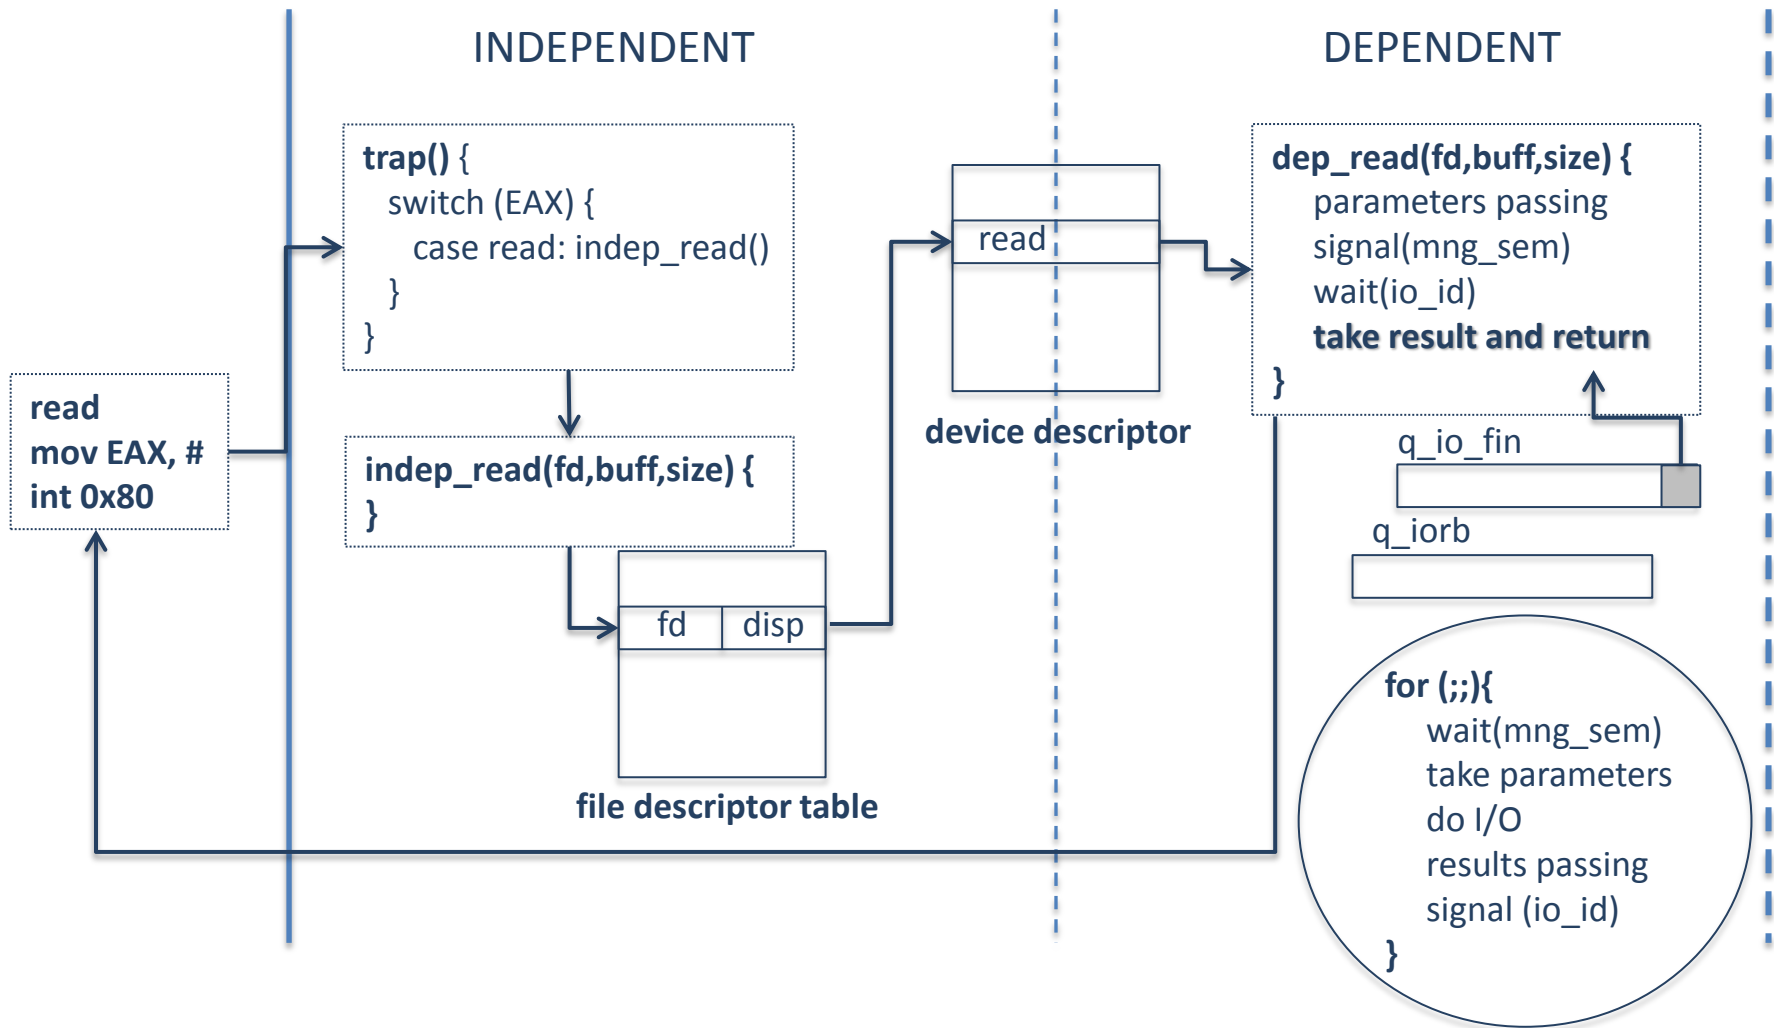 INDEPENDENT
DEPENDENT
read
mov EAX, #
int 0x80
trap() {
switch (EAX) {
case read: indep_read()
}
}
indep_read(fd,buff,size) {
}
fd
disp
file descriptor table
read
device descriptor
dep_read(fd,buff,size) {
parameters passing
signal(mng_sem)
wait(io_id)
take result and return
}
q_io_fin
q_iorb
for (;;){
wait(mng_sem)
take parameters
do I/O
results passing
signal (io_id)
}